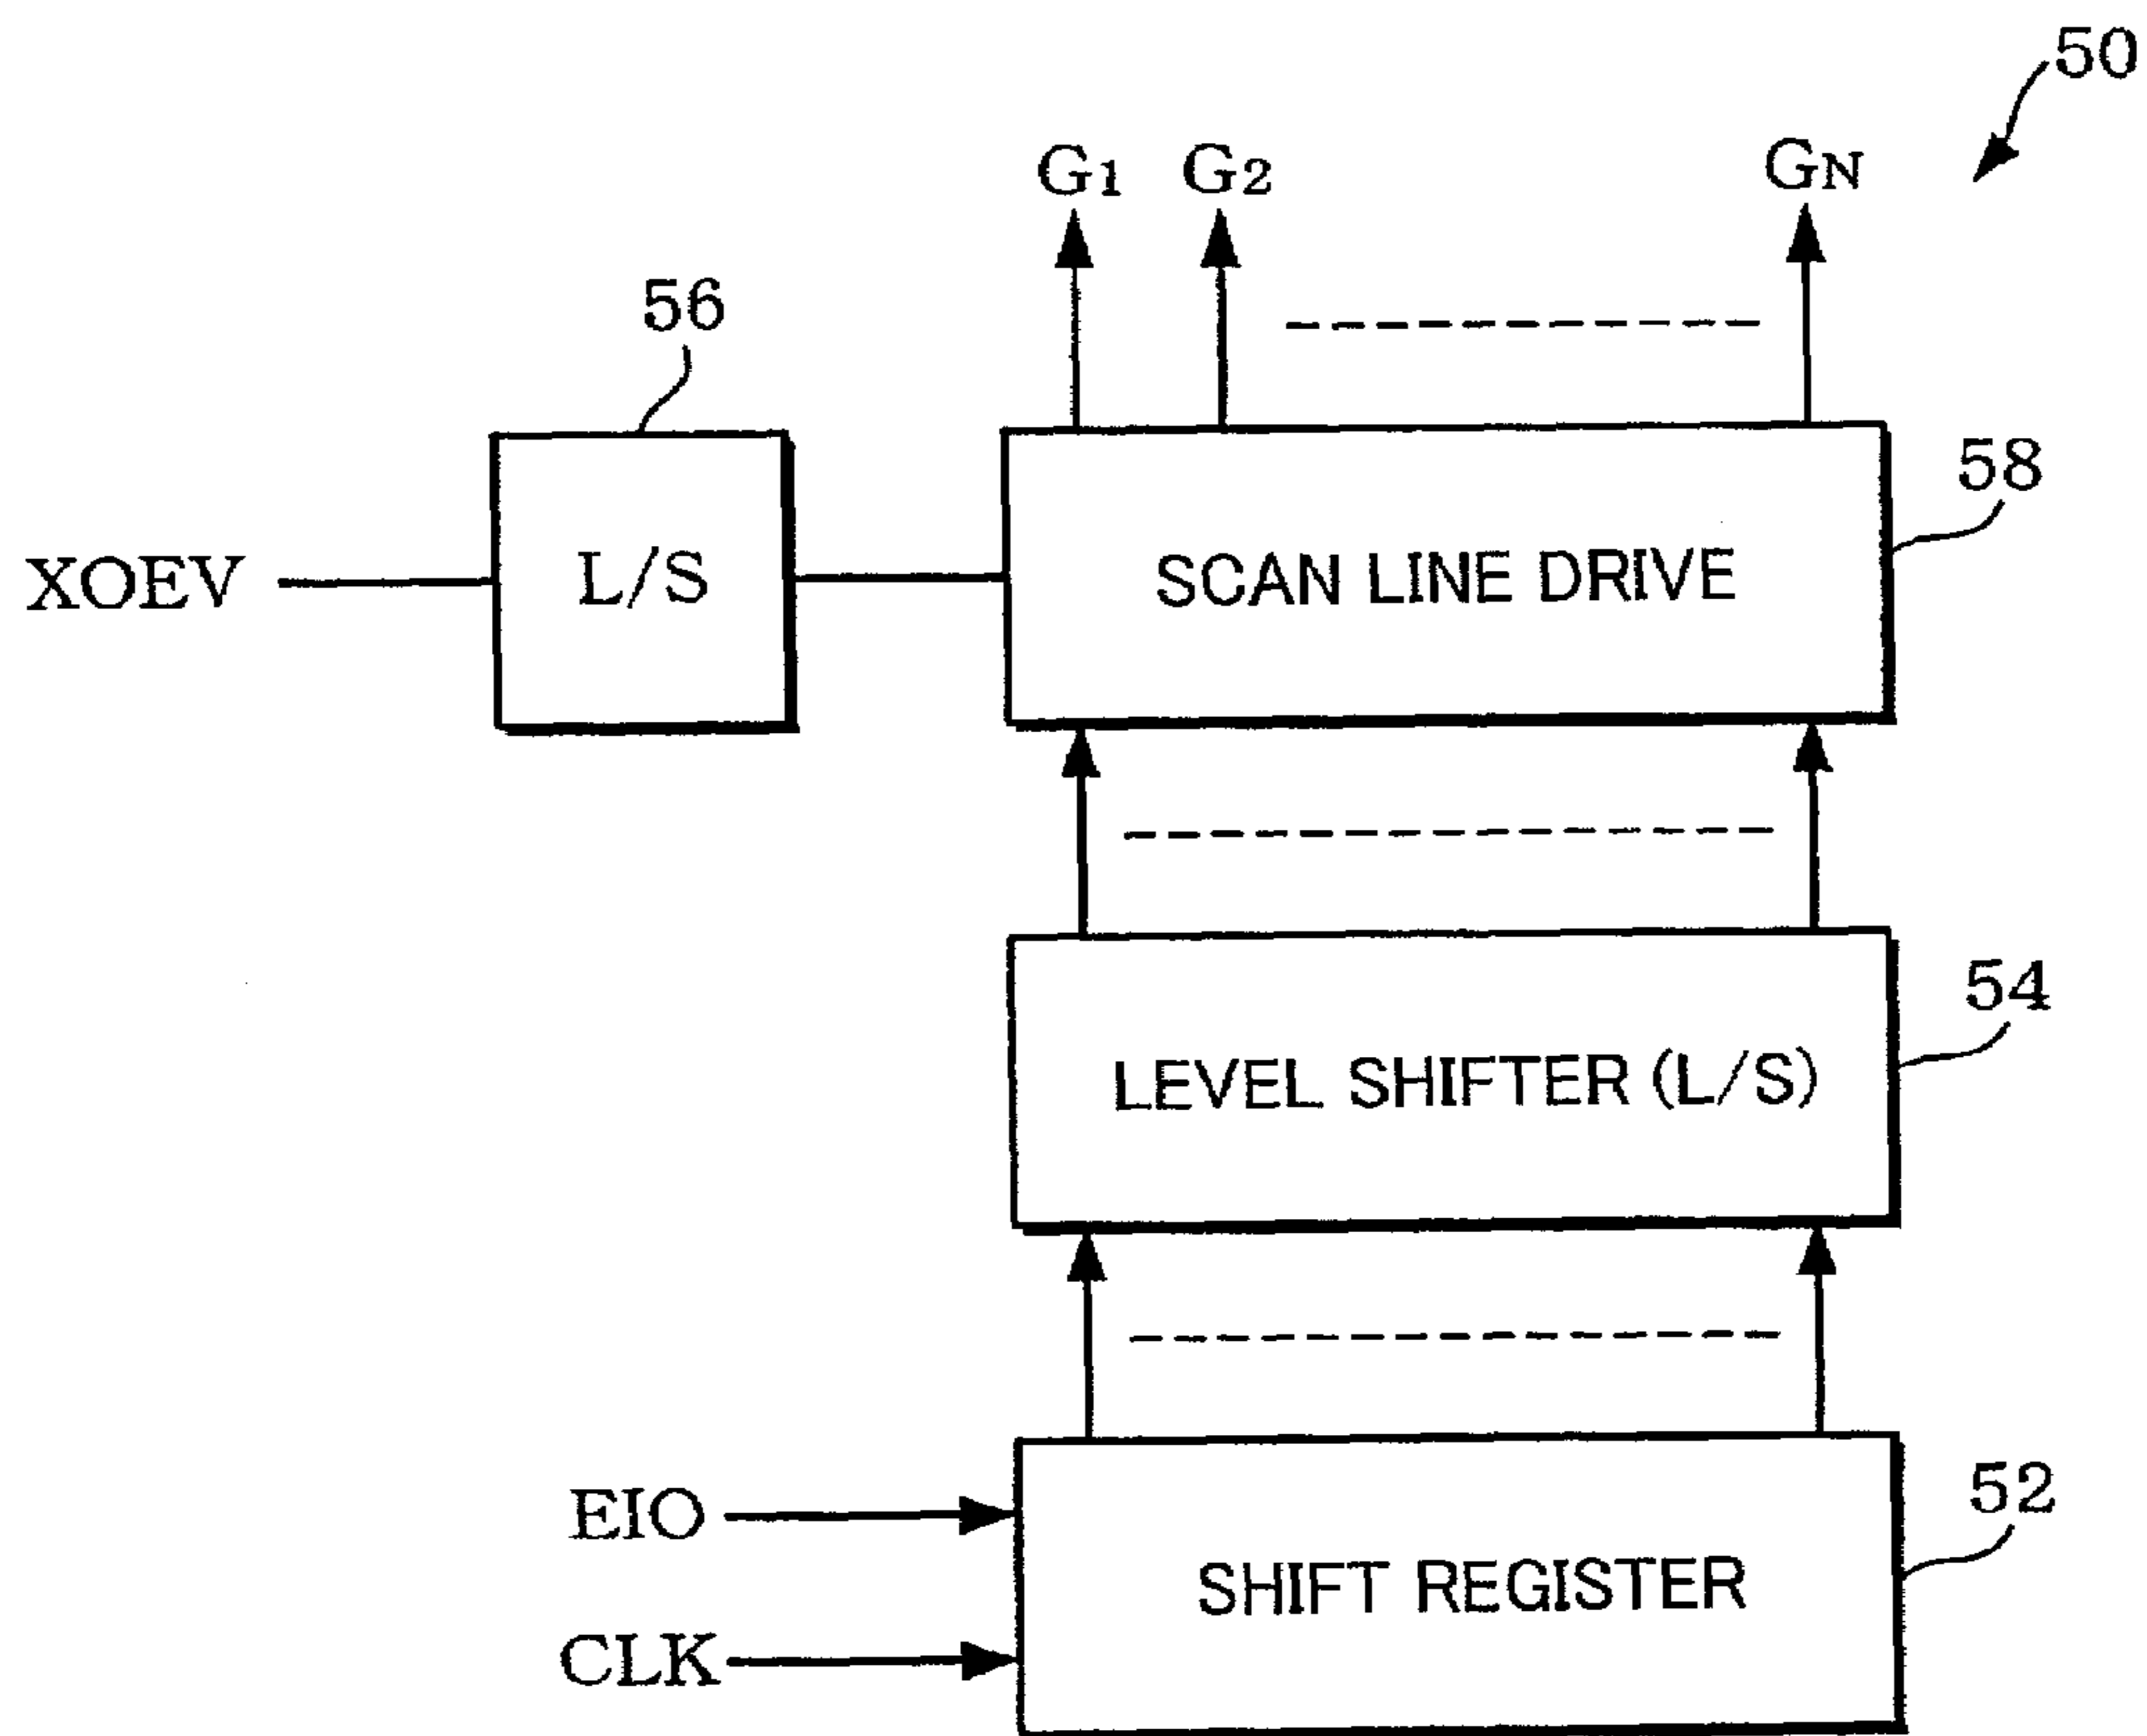 50
G1 G2 GN
56
58
XOEV
L/S
SCAN LINE DRIVE
54
LEVEL SHIFTER (L/S)
52
EIO
SHIFT REGISTER
CLK